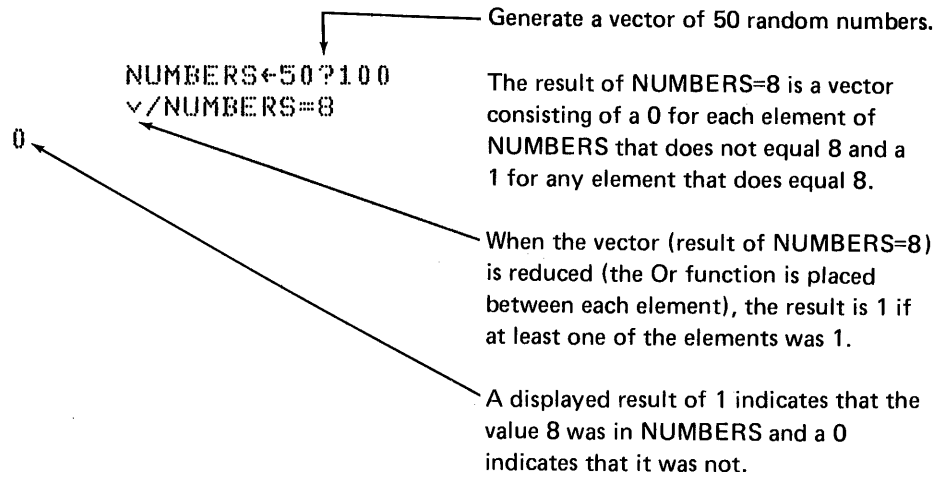 Generate a vector of 50 random numbers.
NUMBERS←50?100
∨/NUMBERS=8
0
The result of NUMBERS=8 is a vector
consisting of a 0 for each element of
NUMBERS that does not equal 8 and a
1 for any element that does equal 8.
When the vector (result of NUMBERS=8)
is reduced (the Or function is placed
between each element), the result is 1 if
at least one of the elements was 1.
A displayed result of 1 indicates that the
value 8 was in NUMBERS and a 0
indicates that it was not.